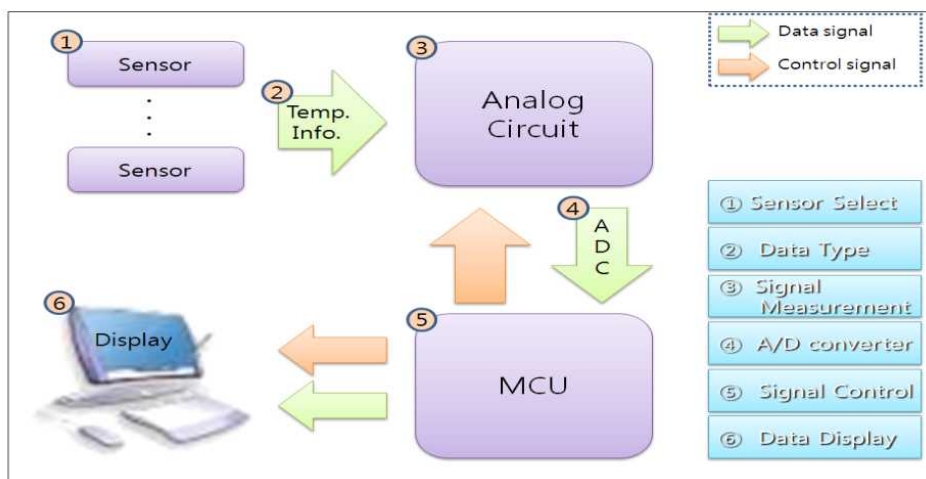 ① Sensor
.
.
.
Sensor
② Temp.
Info.
③ Analog
Circuit
④ A
D
C
⑤ MCU
⑥ Display
Data signal
Control signal
① Sensor Select
② Data Type
③ Signal
Measurement
④ A/D converter
⑤ Signal Control
⑥ Data Display